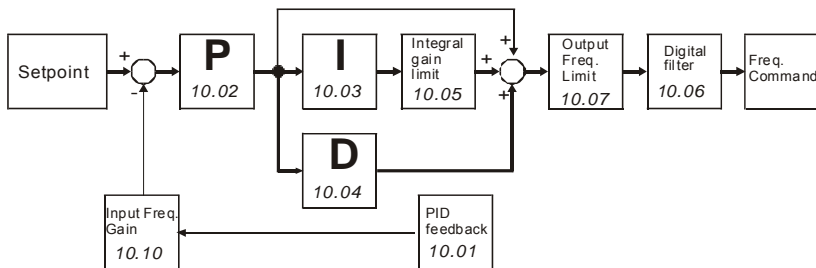 Setpoint
+
-
P
10.02
I
10.03
Integral
gain
limit
10.05
+
+
+
D
10.04
Output
Freq.
Limit
10.07
Digital
filter
10.06
Freq.
Command
Input Freq.
Gain
10.10
PID
feedback
10.01